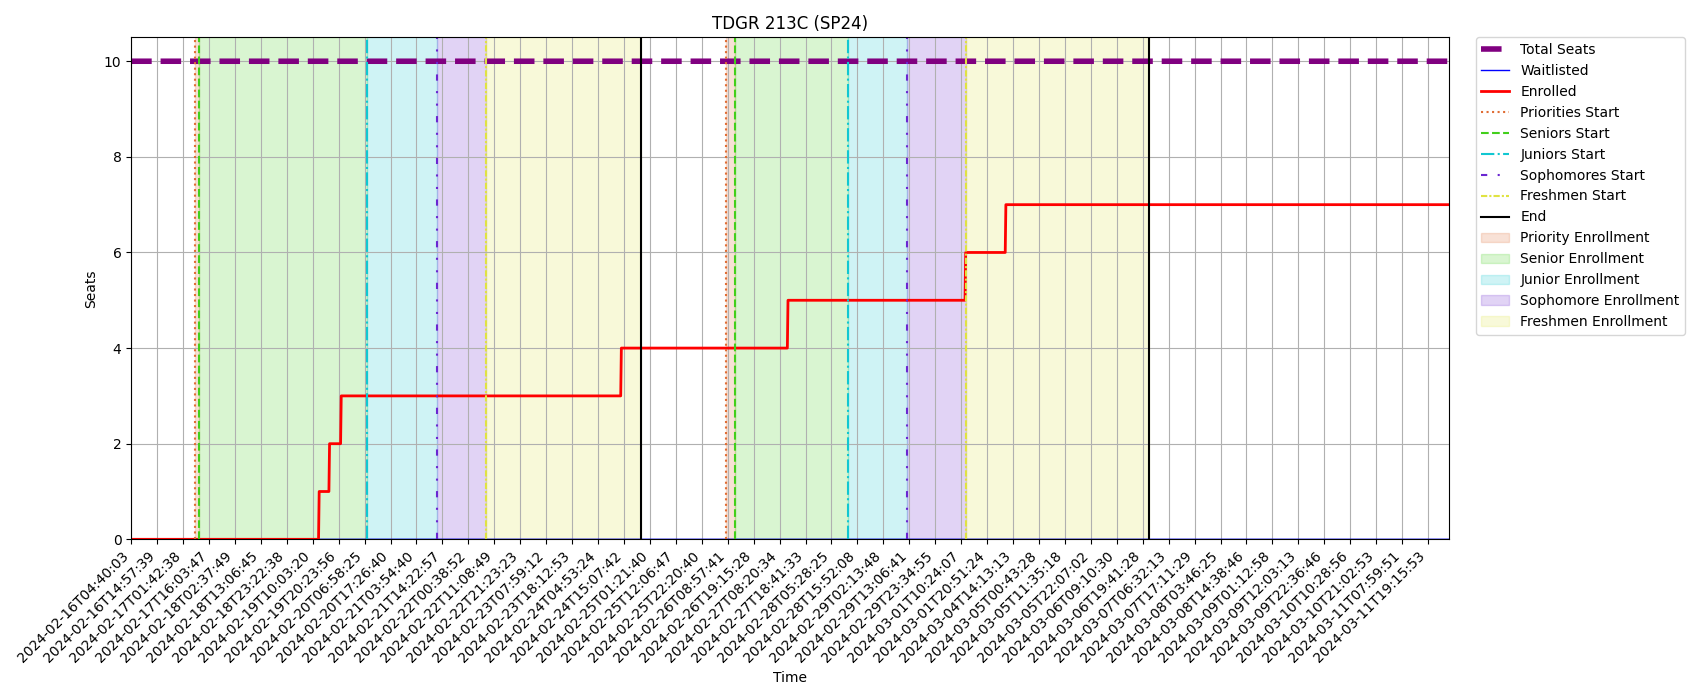 TDGR 213C (SP24)
Seats
10
8
6
4
2
0
2024-02-16T04:40:03
2024-02-16T14:57:39
2024-02-17T01:42:38
2024-02-17T16:03:47
2024-02-18T02:37:49
2024-02-18T13:06:45
2024-02-18T23:22:38
2024-02-19T10:03:20
2024-02-19T20:23:56
2024-02-20T06:58:25
2024-02-20T17:26:40
2024-02-21T03:54:40
2024-02-21T14:22:57
2024-02-22T00:38:52
2024-02-22T11:08:49
2024-02-22T21:23:23
2024-02-23T07:59:12
2024-02-23T18:12:53
2024-02-24T04:53:24
2024-02-24T15:07:42
2024-02-25T01:21:40
2024-02-25T12:06:47
2024-02-25T22:20:40
2024-02-26T08:57:41
2024-02-26T19:15:28
2024-02-27T08:20:34
2024-02-27T18:41:33
2024-02-28T05:28:25
2024-02-28T15:52:08
2024-02-29T02:13:48
2024-02-29T13:06:41
2024-02-29T23:34:55
2024-03-01T10:24:07
2024-03-01T20:51:24
2024-03-04T14:13:13
2024-03-05T00:43:28
2024-03-05T11:35:18
2024-03-05T22:07:02
2024-03-06T09:10:30
2024-03-06T19:41:28
2024-03-07T06:32:13
2024-03-07T17:11:29
2024-03-08T03:46:25
2024-03-08T14:38:46
2024-03-09T01:12:58
2024-03-09T12:03:13
2024-03-09T22:36:46
2024-03-10T10:28:56
2024-03-10T21:02:53
2024-03-11T07:59:51
2024-03-11T19:15:53
Time
Total Seats
Waitlisted
Enrolled
Priorities Start
Seniors Start
Juniors Start
Sophomores Start
Freshmen Start
End
Priority Enrollment
Senior Enrollment
Junior Enrollment
Sophomore Enrollment
Freshmen Enrollment